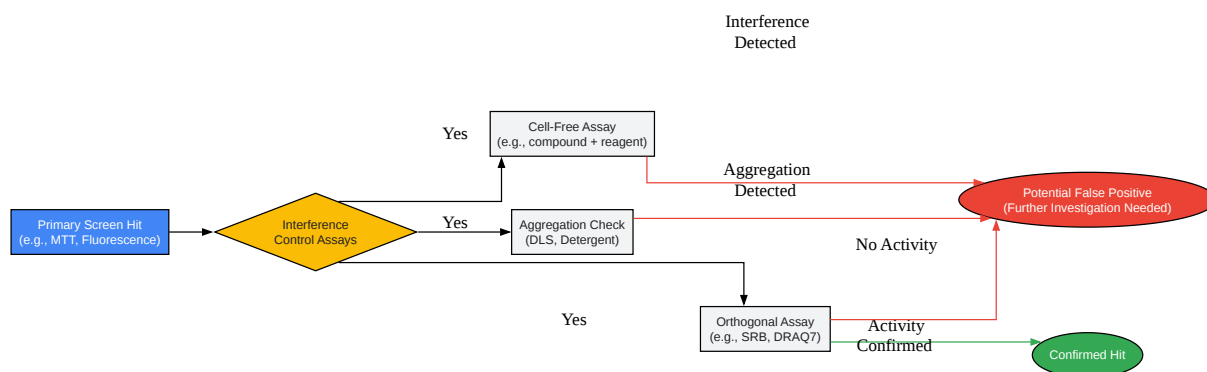 Interference
Detected
Yes
Cell-Free Assay
(e.g., compound + reagent)
Aggregation
Detected
Potential False Positive
(Further Investigation Needed)
Primary Screen Hit
(e.g., MTT, Fluorescence)
Interference
Control Assays
Yes
Aggregation Check
(DLS, Detergent)
No Activity
Yes
Orthogonal Assay
(e.g., SRB, DRAQ7)
Activity
Confirmed
Confirmed Hit